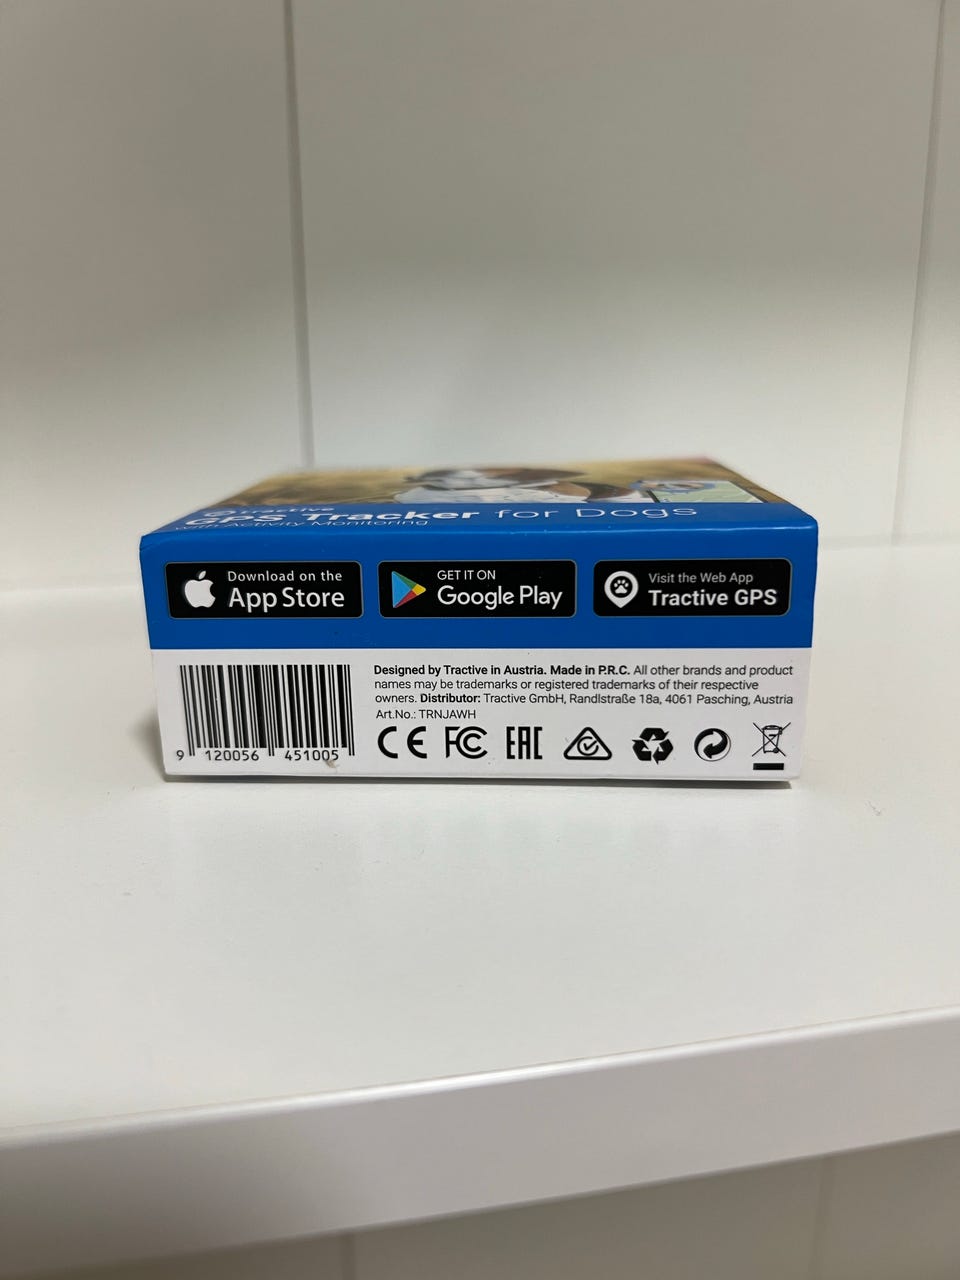 tractive
GPS Tracker for Dogs
with Activity Monitoring
Download on the
App Store
GET IT ON
Google Play
Visit the Web App
Tractive GPS
Designed by Tractive in Austria. Made in P.R.C. All other brands and product
names may be trademarks or registered trademarks of their respective
owners. Distributor: Tractive GmbH, Randlstraße 18a, 4061 Pasching, Austria
Art.No.: TRNJAWH
9 120056 451005
CE FC EAC